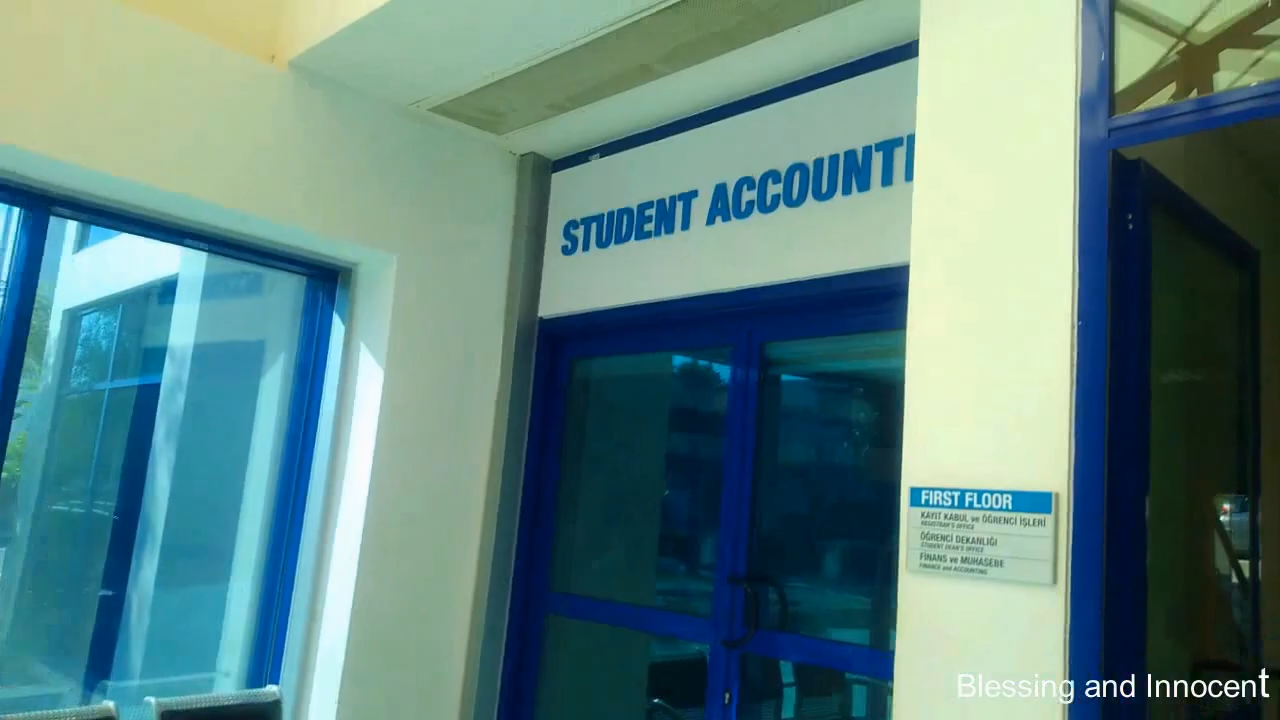 STUDENT ACCOUNTI
FIRST FLOOR
KAYIT KABUL ve ÖĞRENCİ İŞLERİ
REGISTRAR'S OFFICE
ÖĞRENCİ DEKANLIĞI
STUDENT DEAN'S OFFICE
FİNANS ve MUHASEBE
FINANCE and ACCOUNTING
Blessing and Innocent